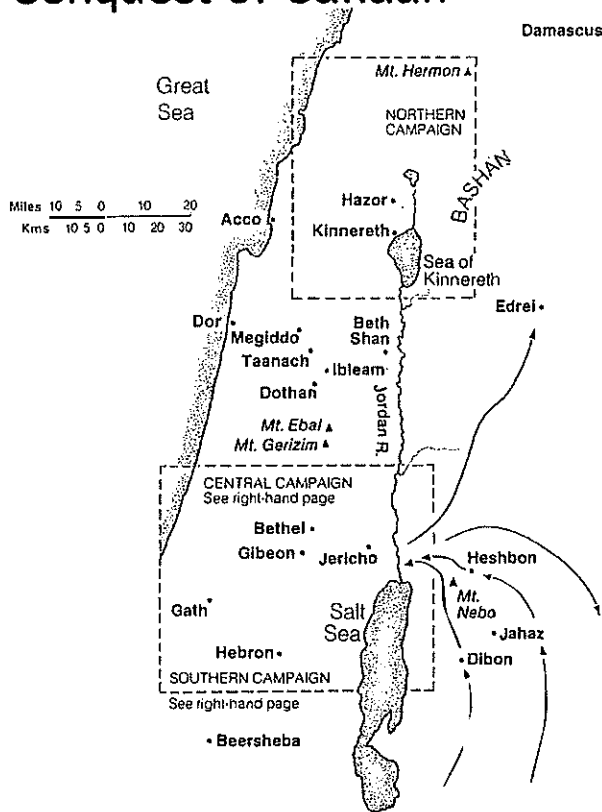 Conquest of Canaan
Damascus
Mt. Hermon
Great
Sea
NORTHERN
CAMPAIGN
BASHAN
Miles 10 5 0 10 20
Kms 10 5 0 10 20 30
Hazor
Acco
Kinnereth
Sea of
Kinnereth
Edrei
Dor
Megiddo
Beth
Shan
Taanach
Ibleam
Dothan
Jordan R.
Mt. Ebal
Mt. Gerizim
CENTRAL CAMPAIGN
See right-hand page
Bethel
Gibeon
Jericho
Heshbon
Mt.
Nebo
Gath
Salt
Sea
Jahaz
Hebron
Dibon
SOUTHERN CAMPAIGN
See right-hand page
Beersheba